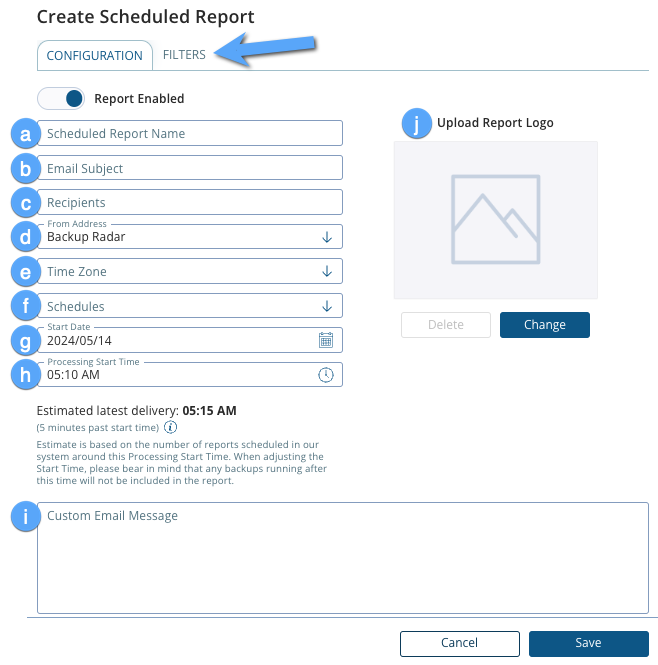 Create Scheduled Report
CONFIGURATION FILTERS
Report Enabled
a Scheduled Report Name
j Upload Report Logo
b Email Subject
c Recipients
From Address
d Backup Radar
e Time Zone
f Schedules
Start Date
g 2024/05/14
Delete Change
Processing Start Time
h 05:10 AM
Estimated latest delivery: 05:15 AM
(5 minutes past start time) i
Estimate is based on the number of reports scheduled in our
system around this Processing Start Time. When adjusting the
Start Time, please bear in mind that any backups running after
this time will not be included in the report.
i Custom Email Message
Cancel Save